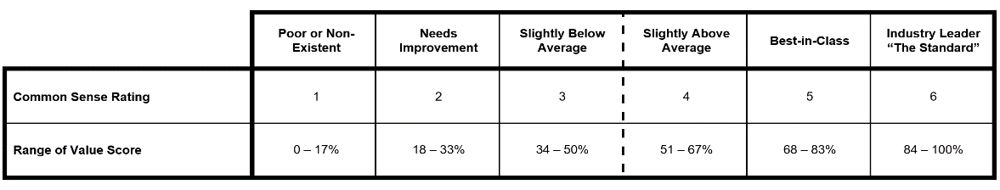 Poor or Non-
Existent
Needs
Improvement
Slightly Below
Average
Slightly Above
Average
Best-in-Class
Industry Leader
“The Standard”
Common Sense Rating
1
2
3
4
5
6
Range of Value Score
0 – 17%
18 – 33%
34 – 50%
51 – 67%
68 – 83%
84 – 100%